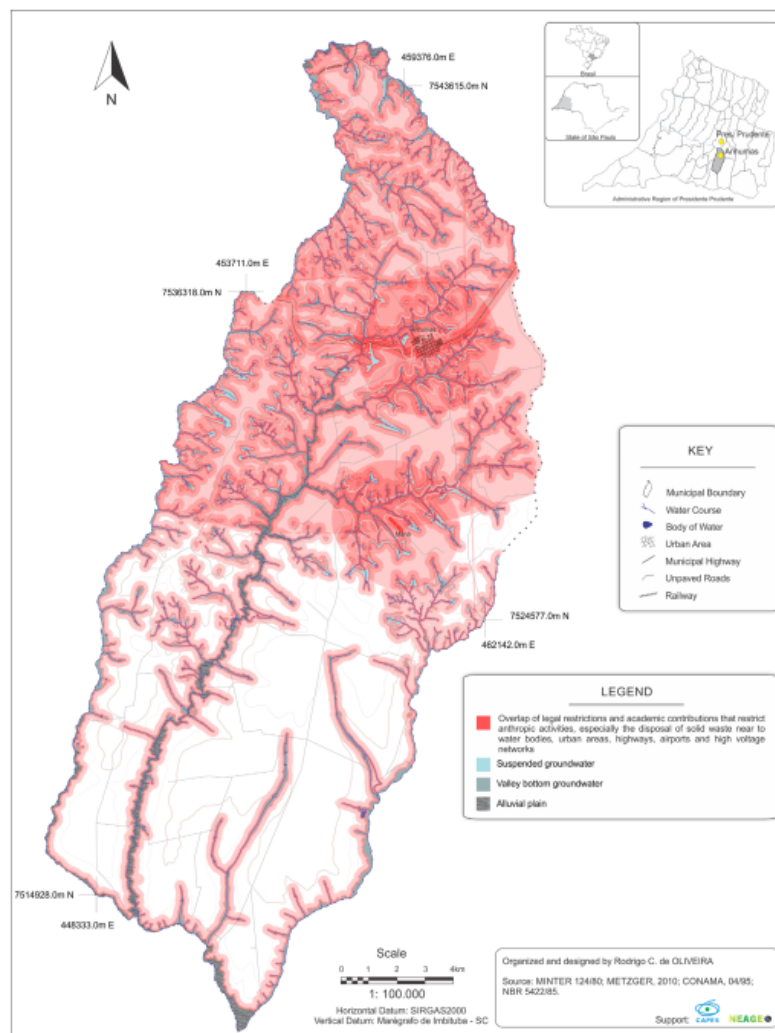 459376.0m E
7543615.0m N
N
Brasil
State of São Paulo
Pres. Prudente
Anhumas
Administrative Region of Presidente Prudente
453711.0m E
7536318.0m N
KEY
Municipal Boundary
Water Course
Body of Water
Urban Area
Municipal Highway
Unpaved Roads
Railway
7524577.0m N
462142.0m E
LEGEND
Overlap of legal restrictions and academic contributions that restrict
anthropic activities, especially the disposal of solid waste near to
water bodies, urban areas, highways, airports and high voltage
networks
Suspended groundwater
Valley bottom groundwater
Alluvial plain
7514928.0m N
448333.0m E
Scale
0 1 2 3 4km
1: 100.000
Horizontal Datum: SIRGAS2000
Vertical Datum: Marégrafo de Imbituba - SC
Organized and designed by Rodrigo C. de OLIVEIRA
Source: MINTER 124/80; METZGER, 2010; CONAMA, 04/95;
NBR 5422/85.
Support: CAPES NEAGEO